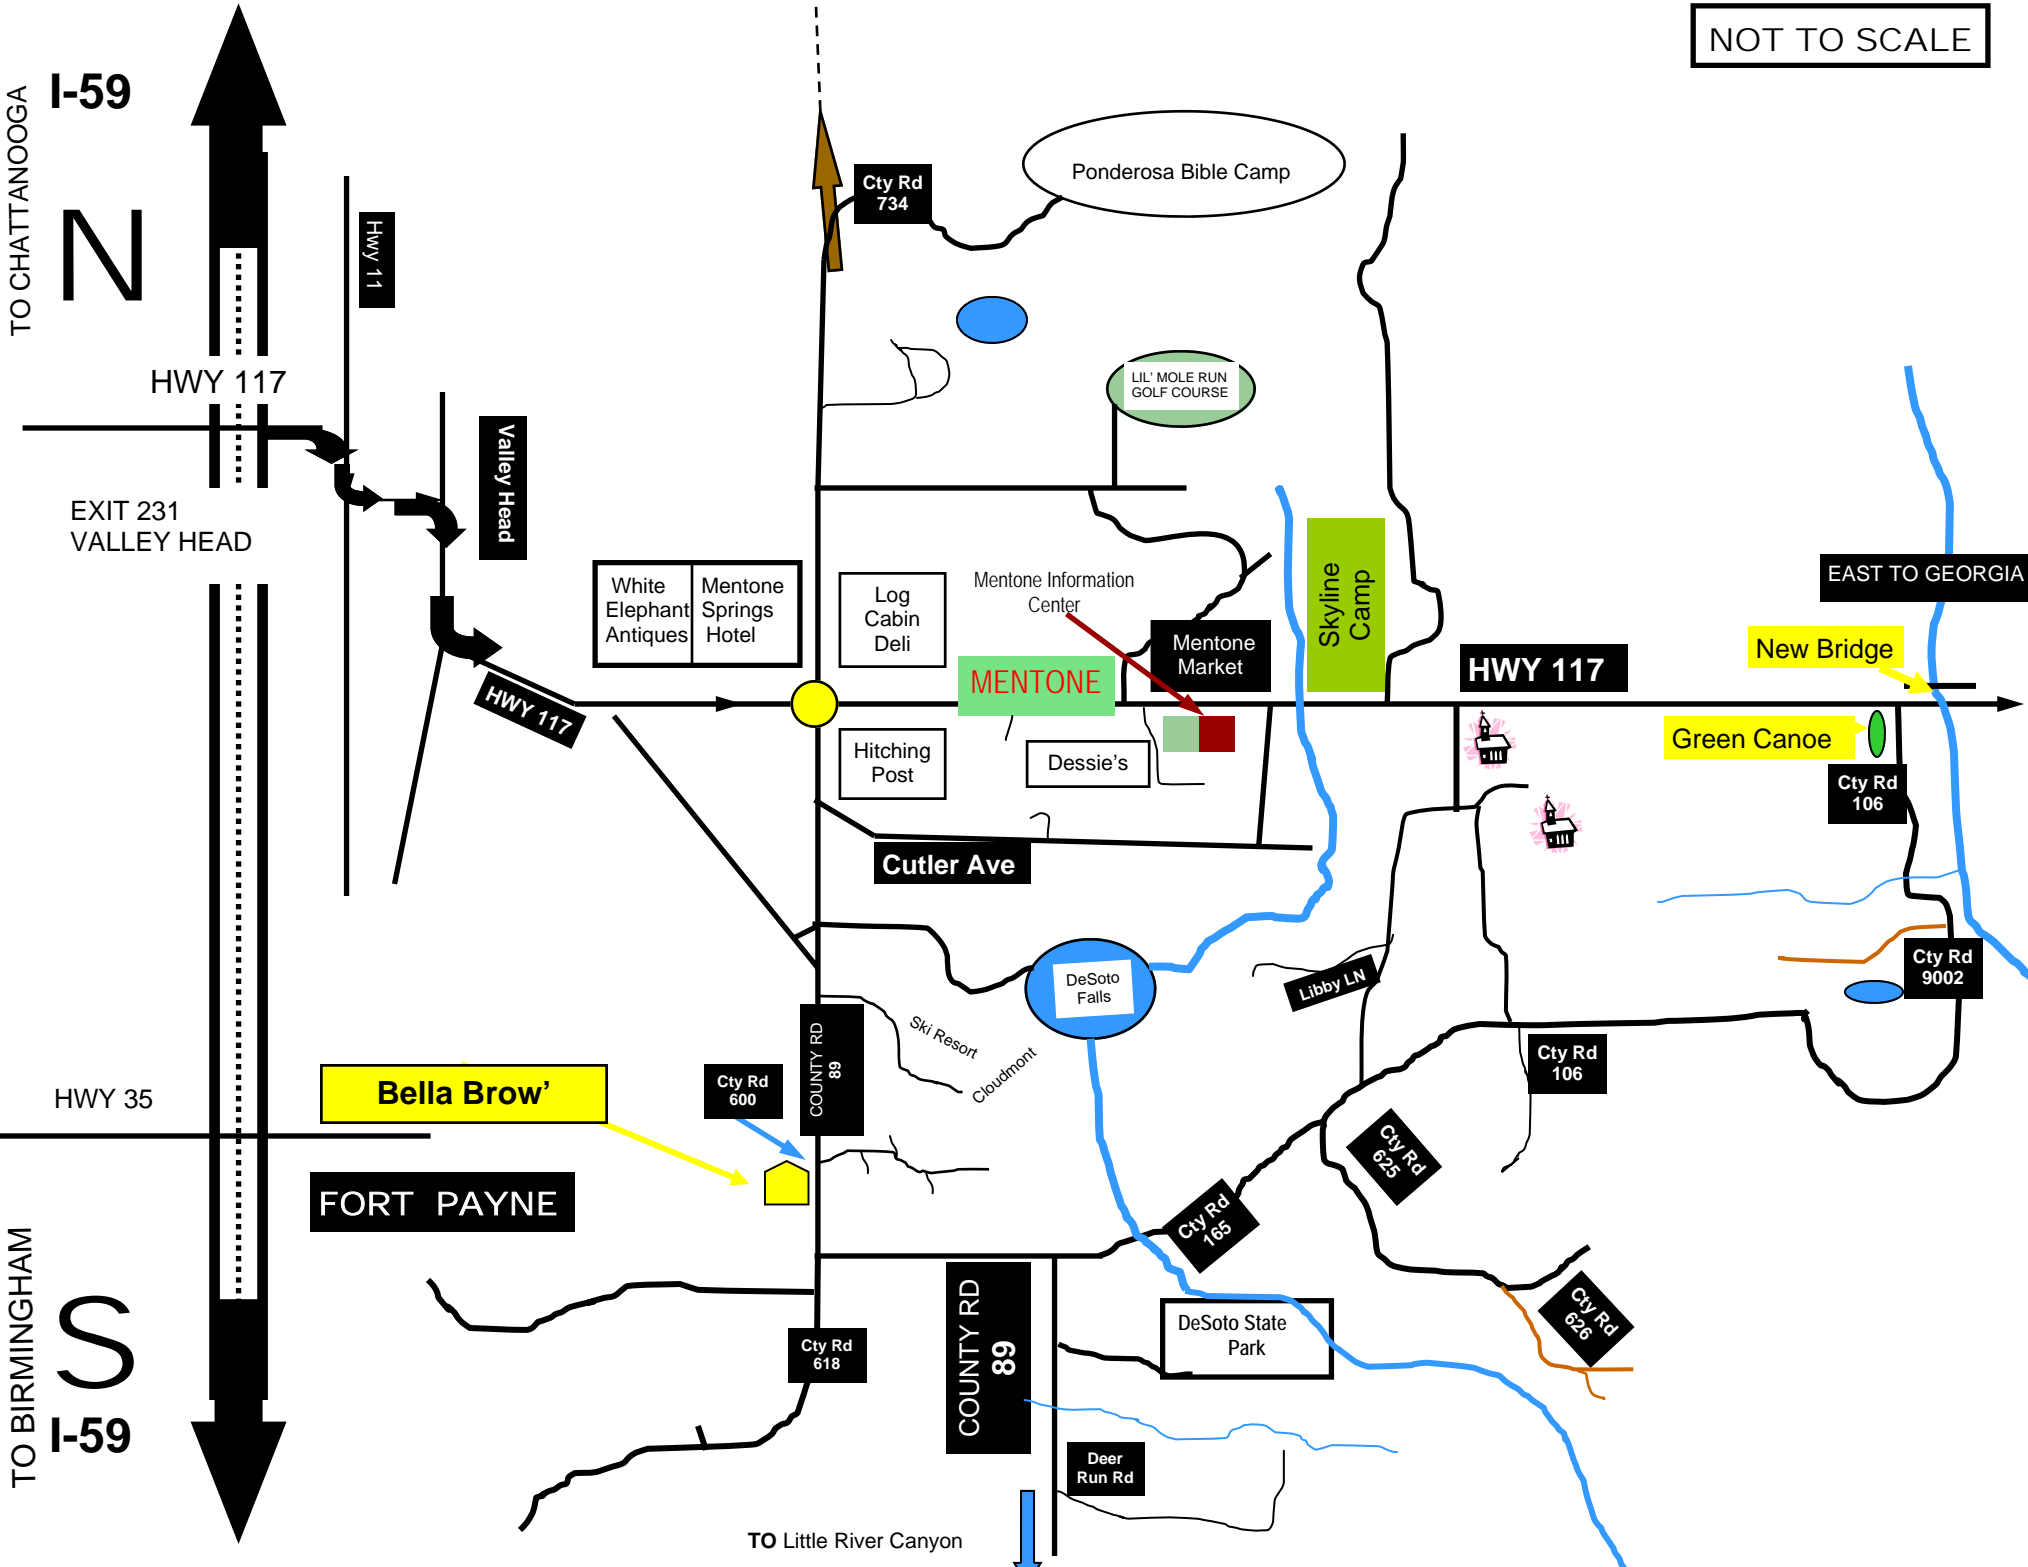 NOT TO SCALE
I-59
TO CHATTANOOGA
N
Hwy 11
Cty Rd
734
Ponderosa Bible Camp
HWY 117
LIL' MOLE RUN
GOLF COURSE
Valley Head
EXIT 231
VALLEY HEAD
White
Elephant
Antiques
Mentone
Springs
Hotel
Log
Cabin
Deli
Mentone Information
Center
Skyline
Camp
EAST TO GEORGIA
Mentone
Market
MENTONE
HWY 117
New Bridge
HWY 117
Hitching
Post
Dessie's
Green Canoe
Cty Rd
106
Cutler Ave
DeSoto
Falls
Libby LN
Cty Rd
9002
Ski Resort
Cloudmont
COUNTY RD
89
Cty Rd
106
Bella Brow’
Cty Rd
600
HWY 35
Cty Rd
625
FORT PAYNE
Cty Rd
165
TO BIRMINGHAM
S
I-59
Cty Rd
618
COUNTY RD
89
DeSoto State
Park
Cty Rd
626
Deer
Run Rd
TO Little River Canyon